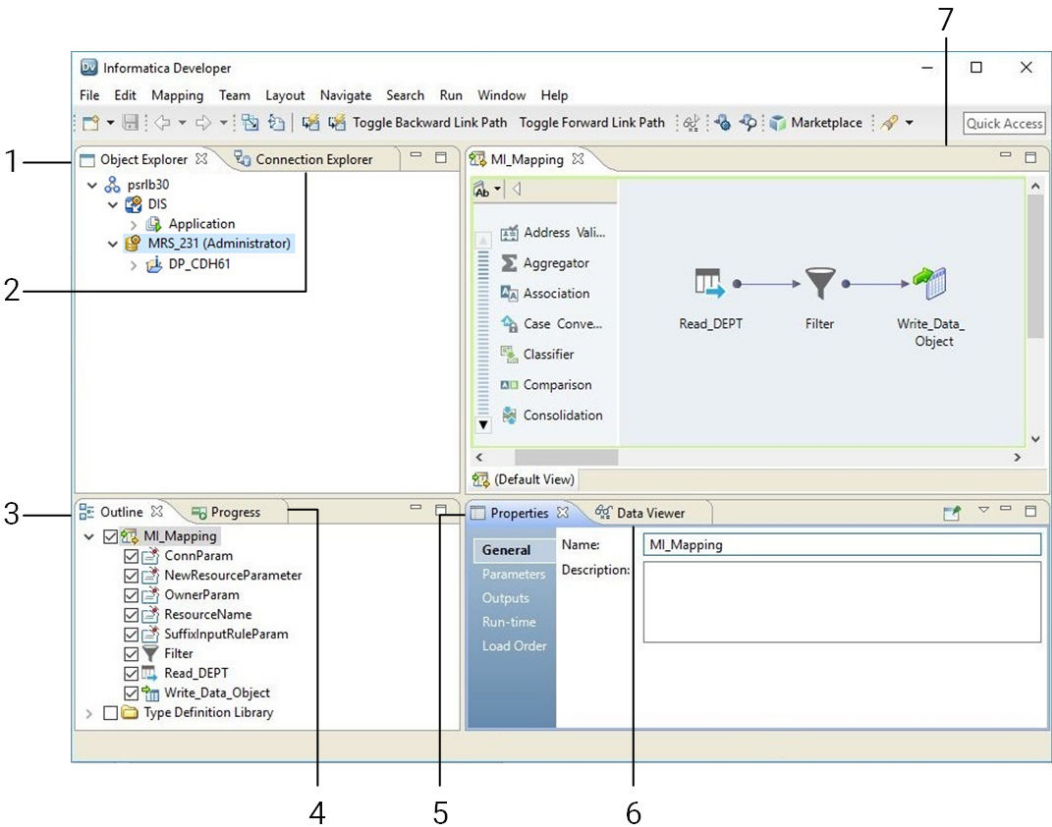 7
Informatica Developer
File Edit Mapping Team Layout Navigate Search Run Window Help
Toggle Backward Link Path Toggle Forward Link Path Marketplace Quick Access
1
Object Explorer Connection Explorer
psrlb30
DIS
Application
MRS_231 (Administrator)
DP_CDH61
2
MI_Mapping
Ab
Address Vali...
Aggregator
Association
Case Conve...
Classifier
Comparison
Consolidation
Read_DEPT
Filter
Write_Data_
Object
(Default View)
3
Outline Progress
MI_Mapping
ConnParam
NewResourceParameter
OwnerParam
ResourceName
SuffixInputRuleParam
Filter
Read_DEPT
Write_Data_Object
Type Definition Library
Properties Data Viewer
General
Parameters
Outputs
Run-time
Load Order
Name: MI_Mapping
Description:
4 5 6